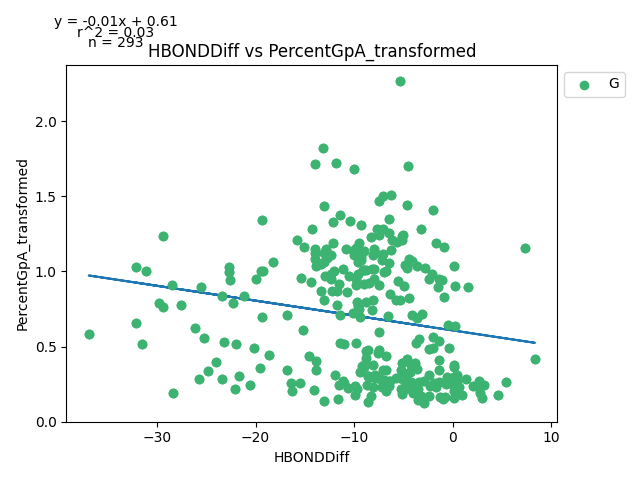 y = -0.01x + 0.61
r^2 = 0.03
n = 293
HBONDDiff vs PercentGpA_transformed
G
PercentGpA_transformed
2.0
1.5
1.0
0.5
0.0
−30 −20 −10 0 10
HBONDDiff